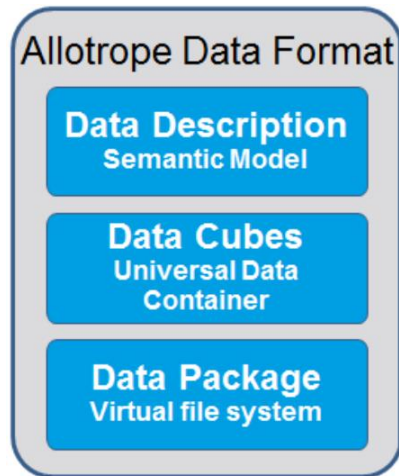 Allotrope Data Format
Data Description
Semantic Model
Data Cubes
Universal Data
Container
Data Package
Virtual file system